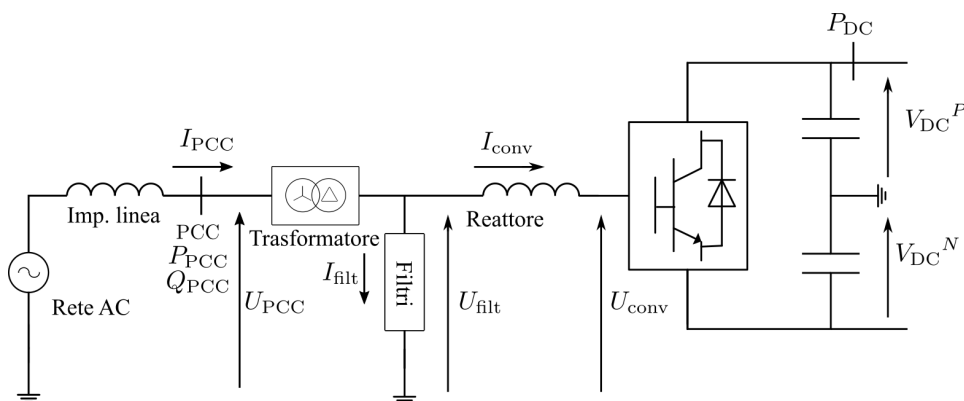 P_DC
I_PCC
I_conv
V_DC^P
Imp. linea
PCC
P_PCC
Q_PCC
Trasformatore
Reattore
I_filt
Filtri
Rete AC
U_PCC
U_filt
U_conv
V_DC^N